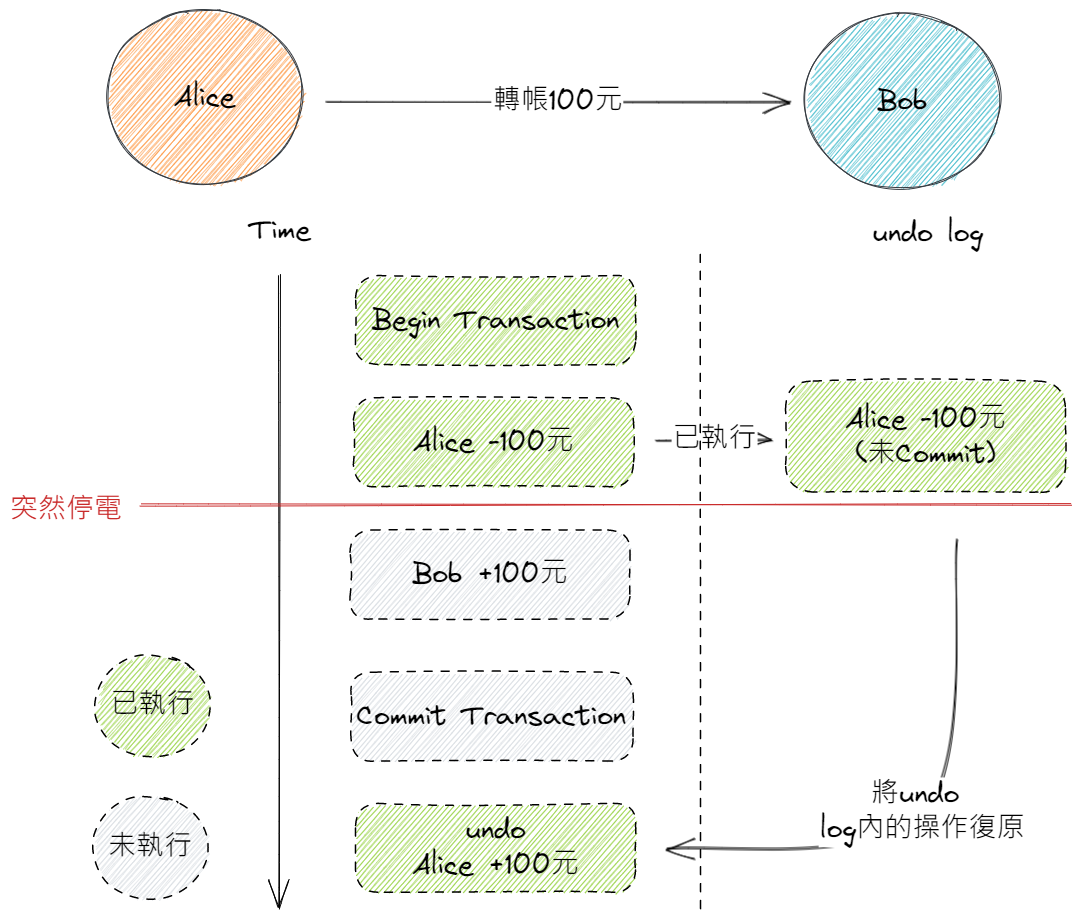 Alice
轉帳100元
Bob
Time
undo log
Begin Transaction
Alice -100元
已執行
Alice -100元
(未Commit)
突然停電
Bob +100元
已執行
Commit Transaction
將undo
log內的操作復原
未執行
undo
Alice +100元